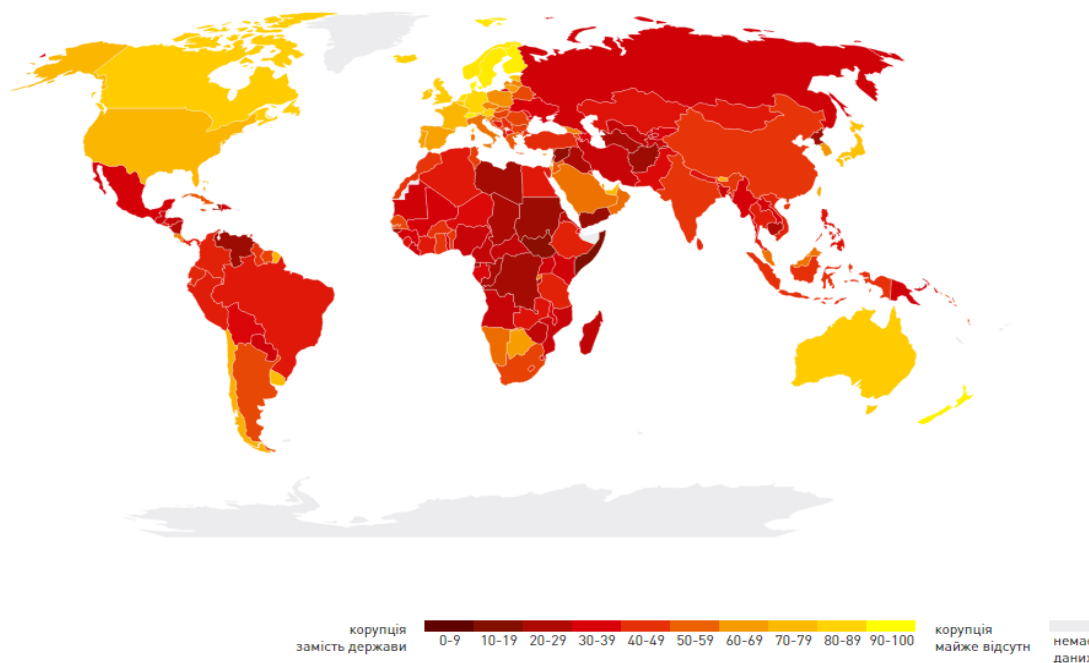 корупція
замість держави
0-9 10-19 20-29 30-39 40-49 50-59 60-69 70-79 80-89 90-100
корупція
майже відсутн
немає
даних